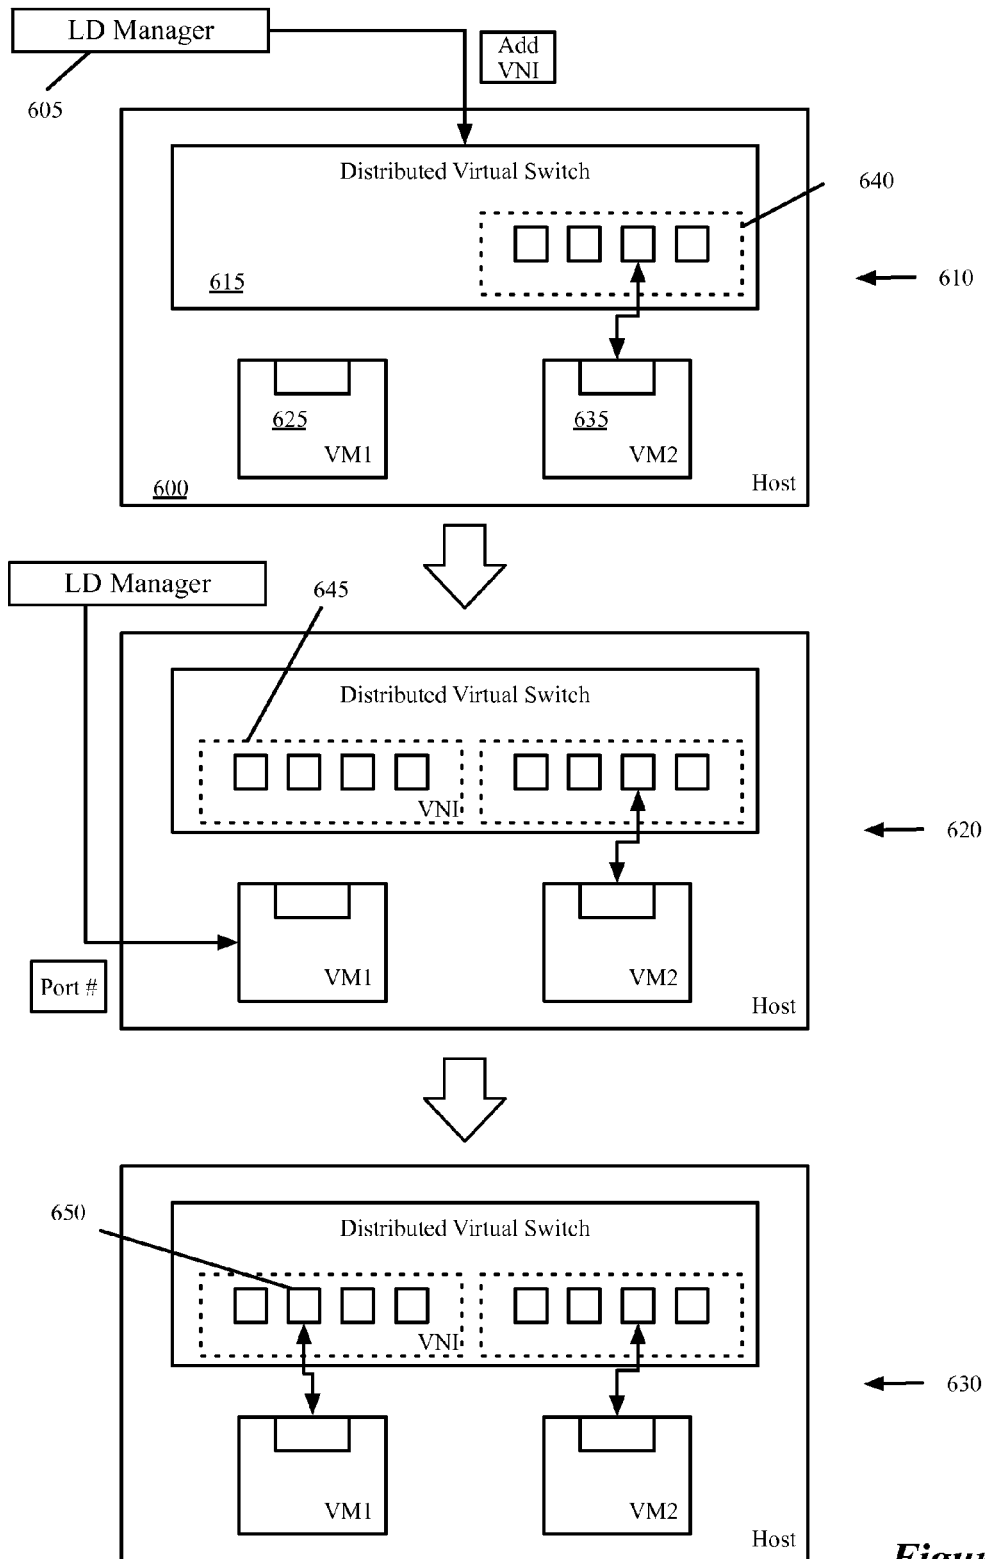 LD Manager
Add
VNI
605
Distributed Virtual Switch
640
615
610
625
635
VM1
VM2
600
Host
LD Manager
645
Distributed Virtual Switch
VNI
620
VM1
VM2
Port #
Host
650
Distributed Virtual Switch
VNI
630
VM1
VM2
Host